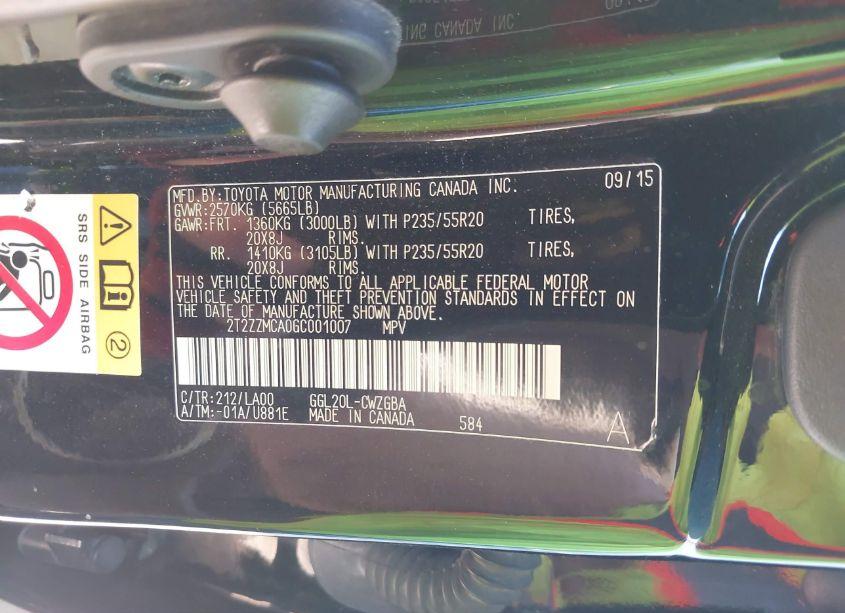 MFD.BY:TOYOTA MOTOR MANUFACTURING CANADA INC. 09/15
GVWR:2570KG (5665LB)
GAWR:FRT. 1360KG (3000LB) WITH P235/55R20 TIRES,
20X8J RIMS.
RR. 1410KG (3105LB) WITH P235/55R20 TIRES,
20X8J RIMS.
THIS VEHICLE CONFORMS TO ALL APPLICABLE FEDERAL MOTOR
VEHICLE SAFETY AND THEFT PREVENTION STANDARDS IN EFFECT ON
THE DATE OF MANUFACTURE SHOWN ABOVE.
2T2ZZMCA0GC001007 MPV
C/TR:212/LA00 GGL20L-CWZGBA
A/TM:-01A/U881E MADE IN CANADA 584 A
SRS SIDE AIRBAG
2